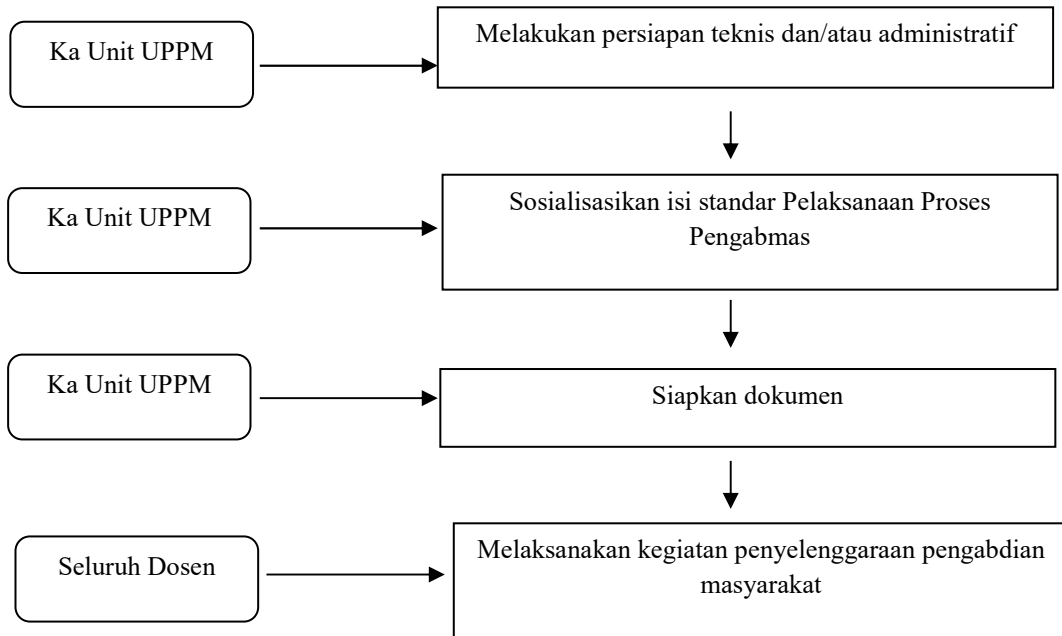 Ka Unit UPPM
Melakukan persiapan teknis dan/atau administratif
Ka Unit UPPM
Sosialisasikan isi standar Pelaksanaan Proses
Pengabmas
Ka Unit UPPM
Siapkan dokumen
Seluruh Dosen
Melaksanakan kegiatan penyelenggaraan pengabdian
masyarakat